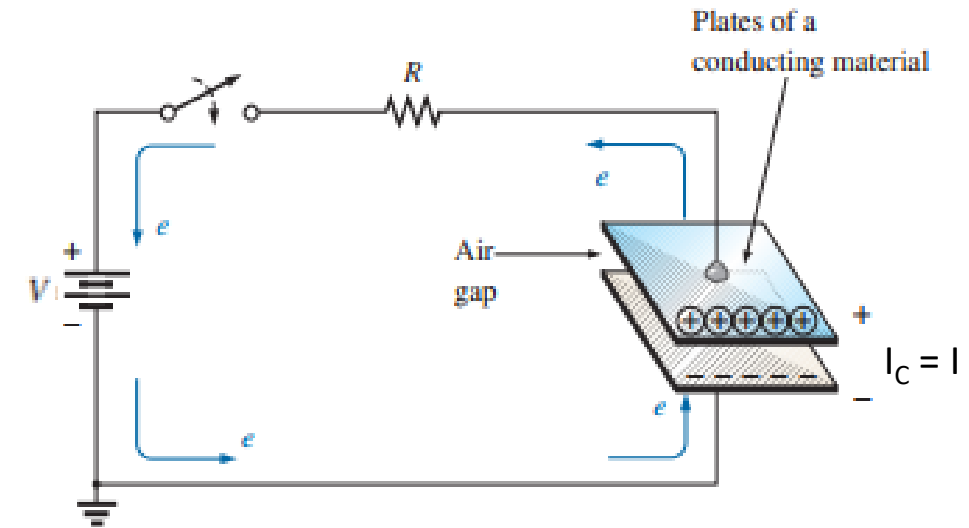 Plates of a
conducting material
R
e
e
Air
gap
+
V
−
+++++
+
− − − − −
I_C = I
−
e
e